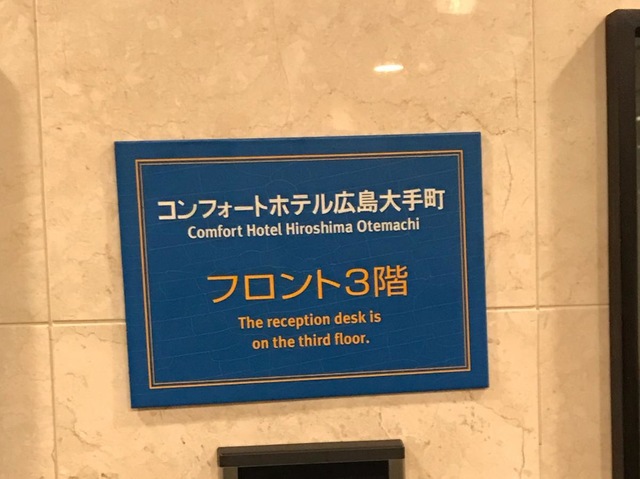 コンフォートホテル広島大手町
Comfort Hotel Hiroshima Otemachi
フロント3階
The reception desk is
on the third floor.